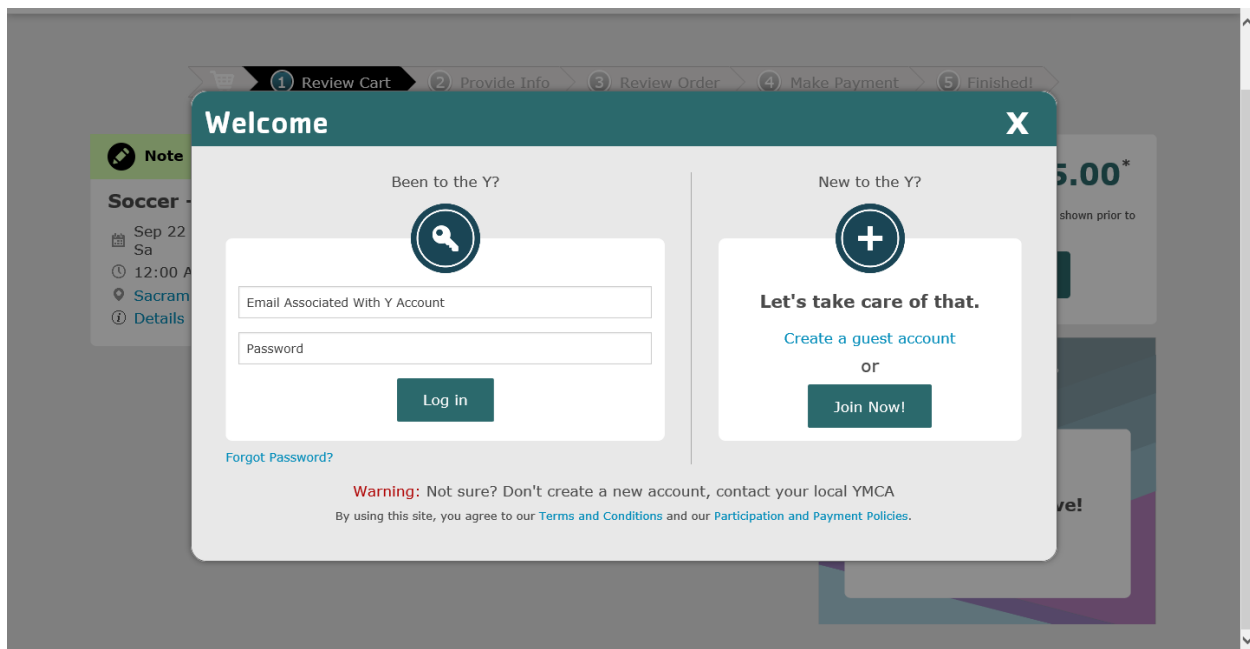 1 Review Cart 2 Provide Info 3 Review Order 4 Make Payment 5 Finished!
Welcome X
Note
Soccer -
Sep 22
Sa
12:00 A
Sacram
Details
Been to the Y?
Email Associated With Y Account
Password
Log in
Forgot Password?
New to the Y?
Let's take care of that.
Create a guest account
or
Join Now!
Warning: Not sure? Don't create a new account, contact your local YMCA
By using this site, you agree to our Terms and Conditions and our Participation and Payment Policies.
5.00*
shown prior to
ve!